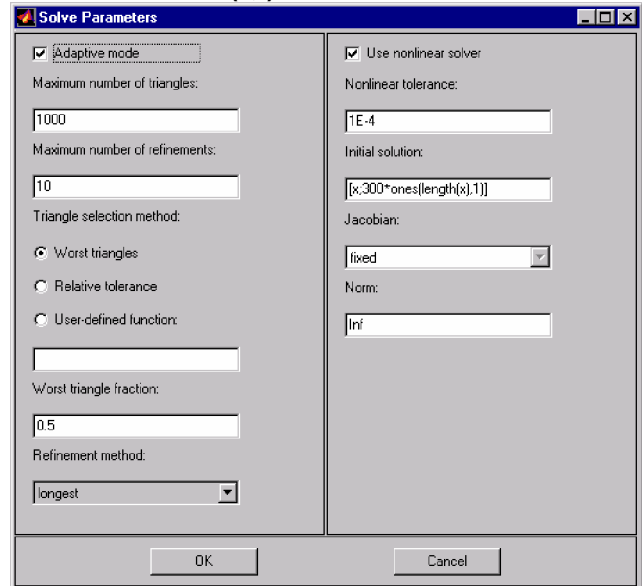 Solve Parameters
Adaptive mode
Maximum number of triangles:
1000
Maximum number of refinements:
10
Triangle selection method:
Worst triangles
Relative tolerance
User-defined function:
Worst triangle fraction:
0.5
Refinement method:
longest
Use nonlinear solver
Nonlinear tolerance:
1E-4
Initial solution:
[x;300*ones(length(x),1)]
Jacobian:
fixed
Norm:
Inf
OK
Cancel